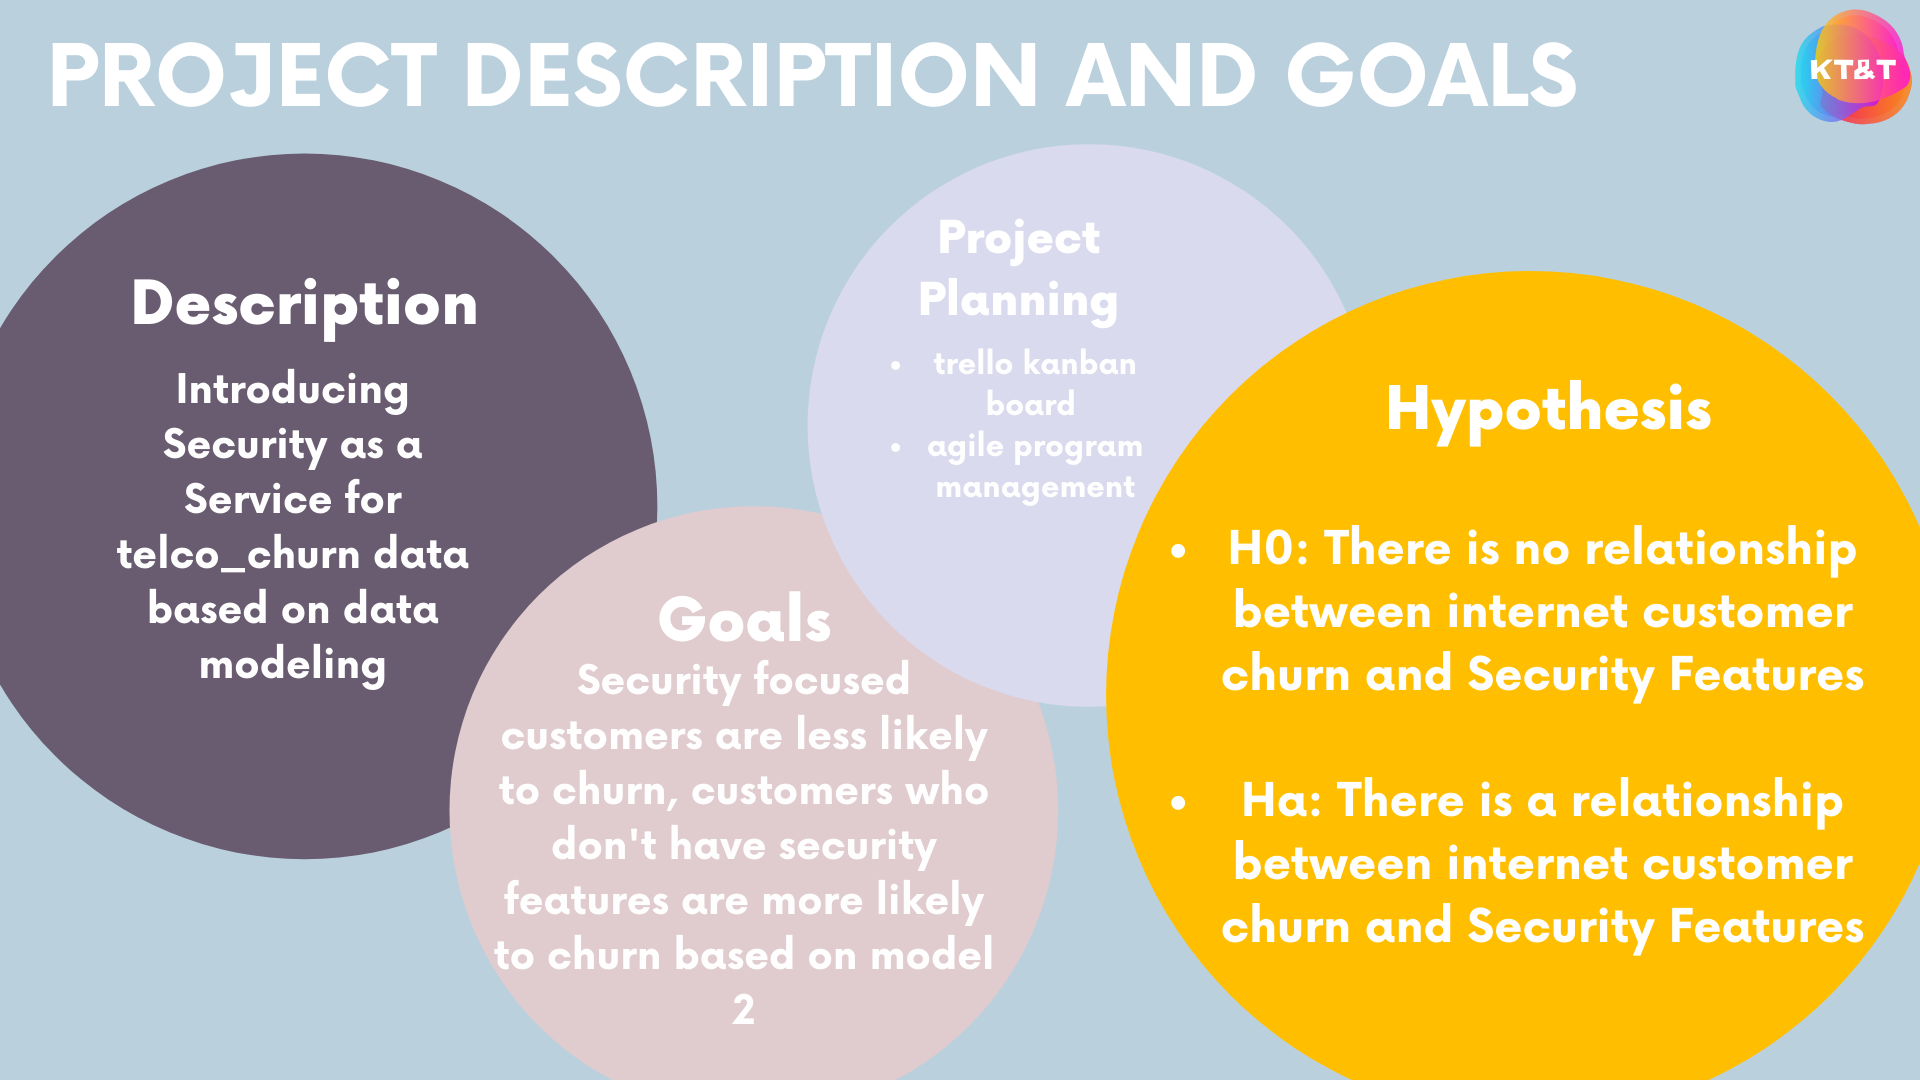 PROJECT DESCRIPTION AND GOALS
KT&T
Description
Introducing
Security as a
Service for
telco_churn data
based on data
modeling
Goals
Security focused
customers are less likely
to churn, customers who
don't have security
features are more likely
to churn based on model
2
Project
Planning
• trello kanban
board
• agile program
management
Hypothesis
• H0: There is no relationship
between internet customer
churn and Security Features
• Ha: There is a relationship
between internet customer
churn and Security Features